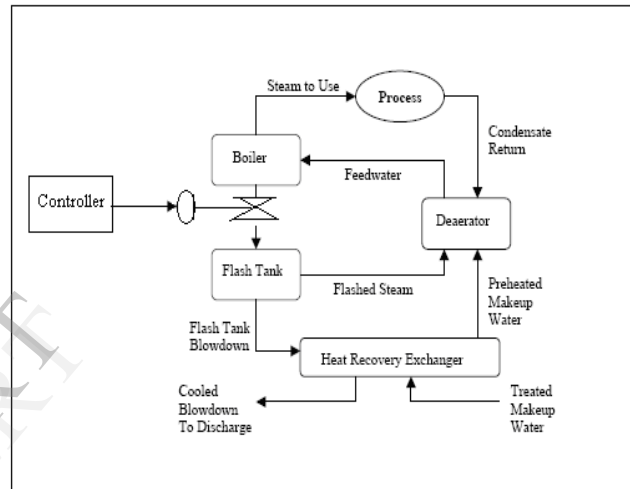 Steam to Use
Process
Condensate
Return
Boiler
Feedwater
Controller
Deaerator
Flash Tank
Flashed Steam
Preheated
Makeup
Water
Flash Tank
Blowdown
Heat Recovery Exchanger
Cooled
Blowdown
To Discharge
Treated
Makeup
Water